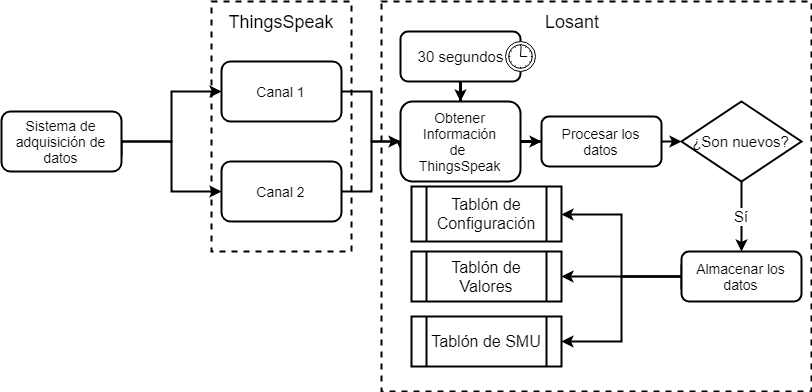 ThingsSpeak
Losant
30 segundos
Canal 1
Sistema de
adquisición de
datos
Obtener
Información
de
ThingsSpeak
Procesar los
datos
¿Son nuevos?
Canal 2
Tablón de
Configuración
Sí
Tablón de
Valores
Almacenar los
datos
Tablón de SMU